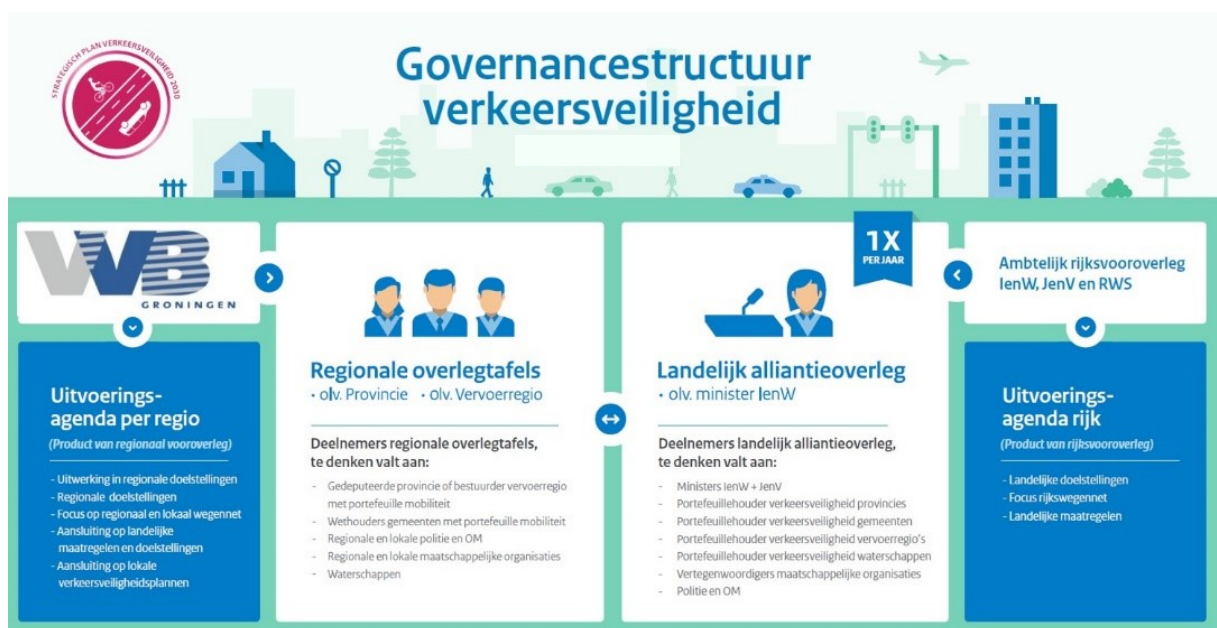 STRATEGISCH PLAN VERKEERSVEILIGHEID 2030
Governancestructuur
verkeersveiligheid
VVB
GRONINGEN
Uitvoerings-
agenda per regio
(Product van regionaal vooroverleg)
- Uitwerking in regionale doelstellingen
- Regionale doelstellingen
- Focus op regionaal en lokaal wegennet
- Aansluiting op landelijke
maatregelen en doelstellingen
- Aansluiting op lokale
verkeersveiligheidsplannen
Regionale overlegtafels
• olv. Provincie • olv. Vervoerregio
Deelnemers regionale overlegtafels,
te denken valt aan:
- Gedeputeerde provincie of bestuurder vervoerregio
met portefeuille mobiliteit
- Wethouders gemeenten met portefeuille mobiliteit
- Regionale en lokale politie en OM
- Regionale en lokale maatschappelijke organisaties
- Waterschappen
1X
PER JAAR
Landelijk alliantieoverleg
• olv. minister IenW
Deelnemers landelijk alliantieoverleg,
te denken valt aan:
- Ministers IenW + JenV
- Portefeuillehouder verkeersveiligheid provincies
- Portefeuillehouder verkeersveiligheid gemeenten
- Portefeuillehouder verkeersveiligheid vervoerregio's
- Portefeuillehouder verkeersveiligheid waterschappen
- Vertegenwoordigers maatschappelijke organisaties
- Politie en OM
Ambtelijk rijksvooroverleg
IenW, JenV en RWS
Uitvoerings-
agenda rijk
(Product van rijksvooroverleg)
- Landelijke doelstellingen
- Focus rijkswegennet
- Landelijke maatregelen